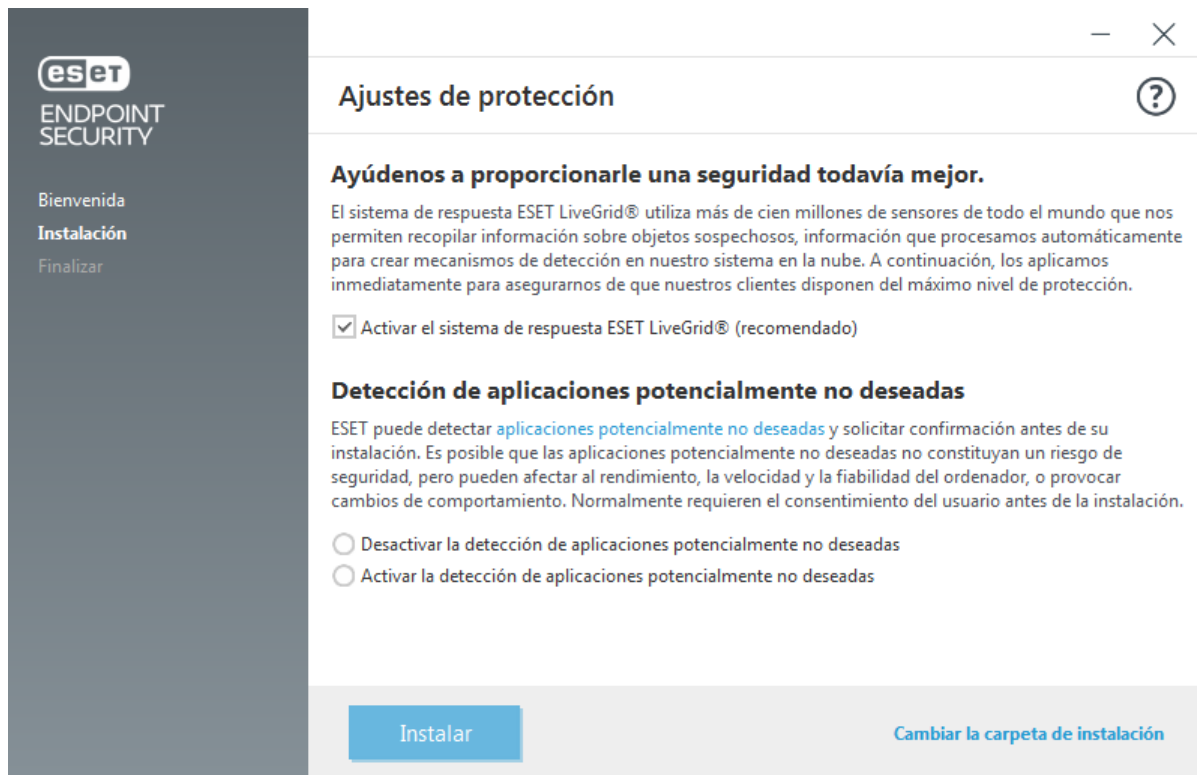 eset
ENDPOINT
SECURITY
Bienvenida
Instalación
Finalizar
Ajustes de protección
?
Ayúdenos a proporcionarle una seguridad todavía mejor.
El sistema de respuesta ESET LiveGrid® utiliza más de cien millones de sensores de todo el mundo que nos
permiten recopilar información sobre objetos sospechosos, información que procesamos automáticamente
para crear mecanismos de detección en nuestro sistema en la nube. A continuación, los aplicamos
inmediatamente para asegurarnos de que nuestros clientes disponen del máximo nivel de protección.
Activar el sistema de respuesta ESET LiveGrid® (recomendado)
Detección de aplicaciones potencialmente no deseadas
ESET puede detectar aplicaciones potencialmente no deseadas y solicitar confirmación antes de su
instalación. Es posible que las aplicaciones potencialmente no deseadas no constituyan un riesgo de
seguridad, pero pueden afectar al rendimiento, la velocidad y la fiabilidad del ordenador, o provocar
cambios de comportamiento. Normalmente requieren el consentimiento del usuario antes de la instalación.
Desactivar la detección de aplicaciones potencialmente no deseadas
Activar la detección de aplicaciones potencialmente no deseadas
Instalar
Cambiar la carpeta de instalación